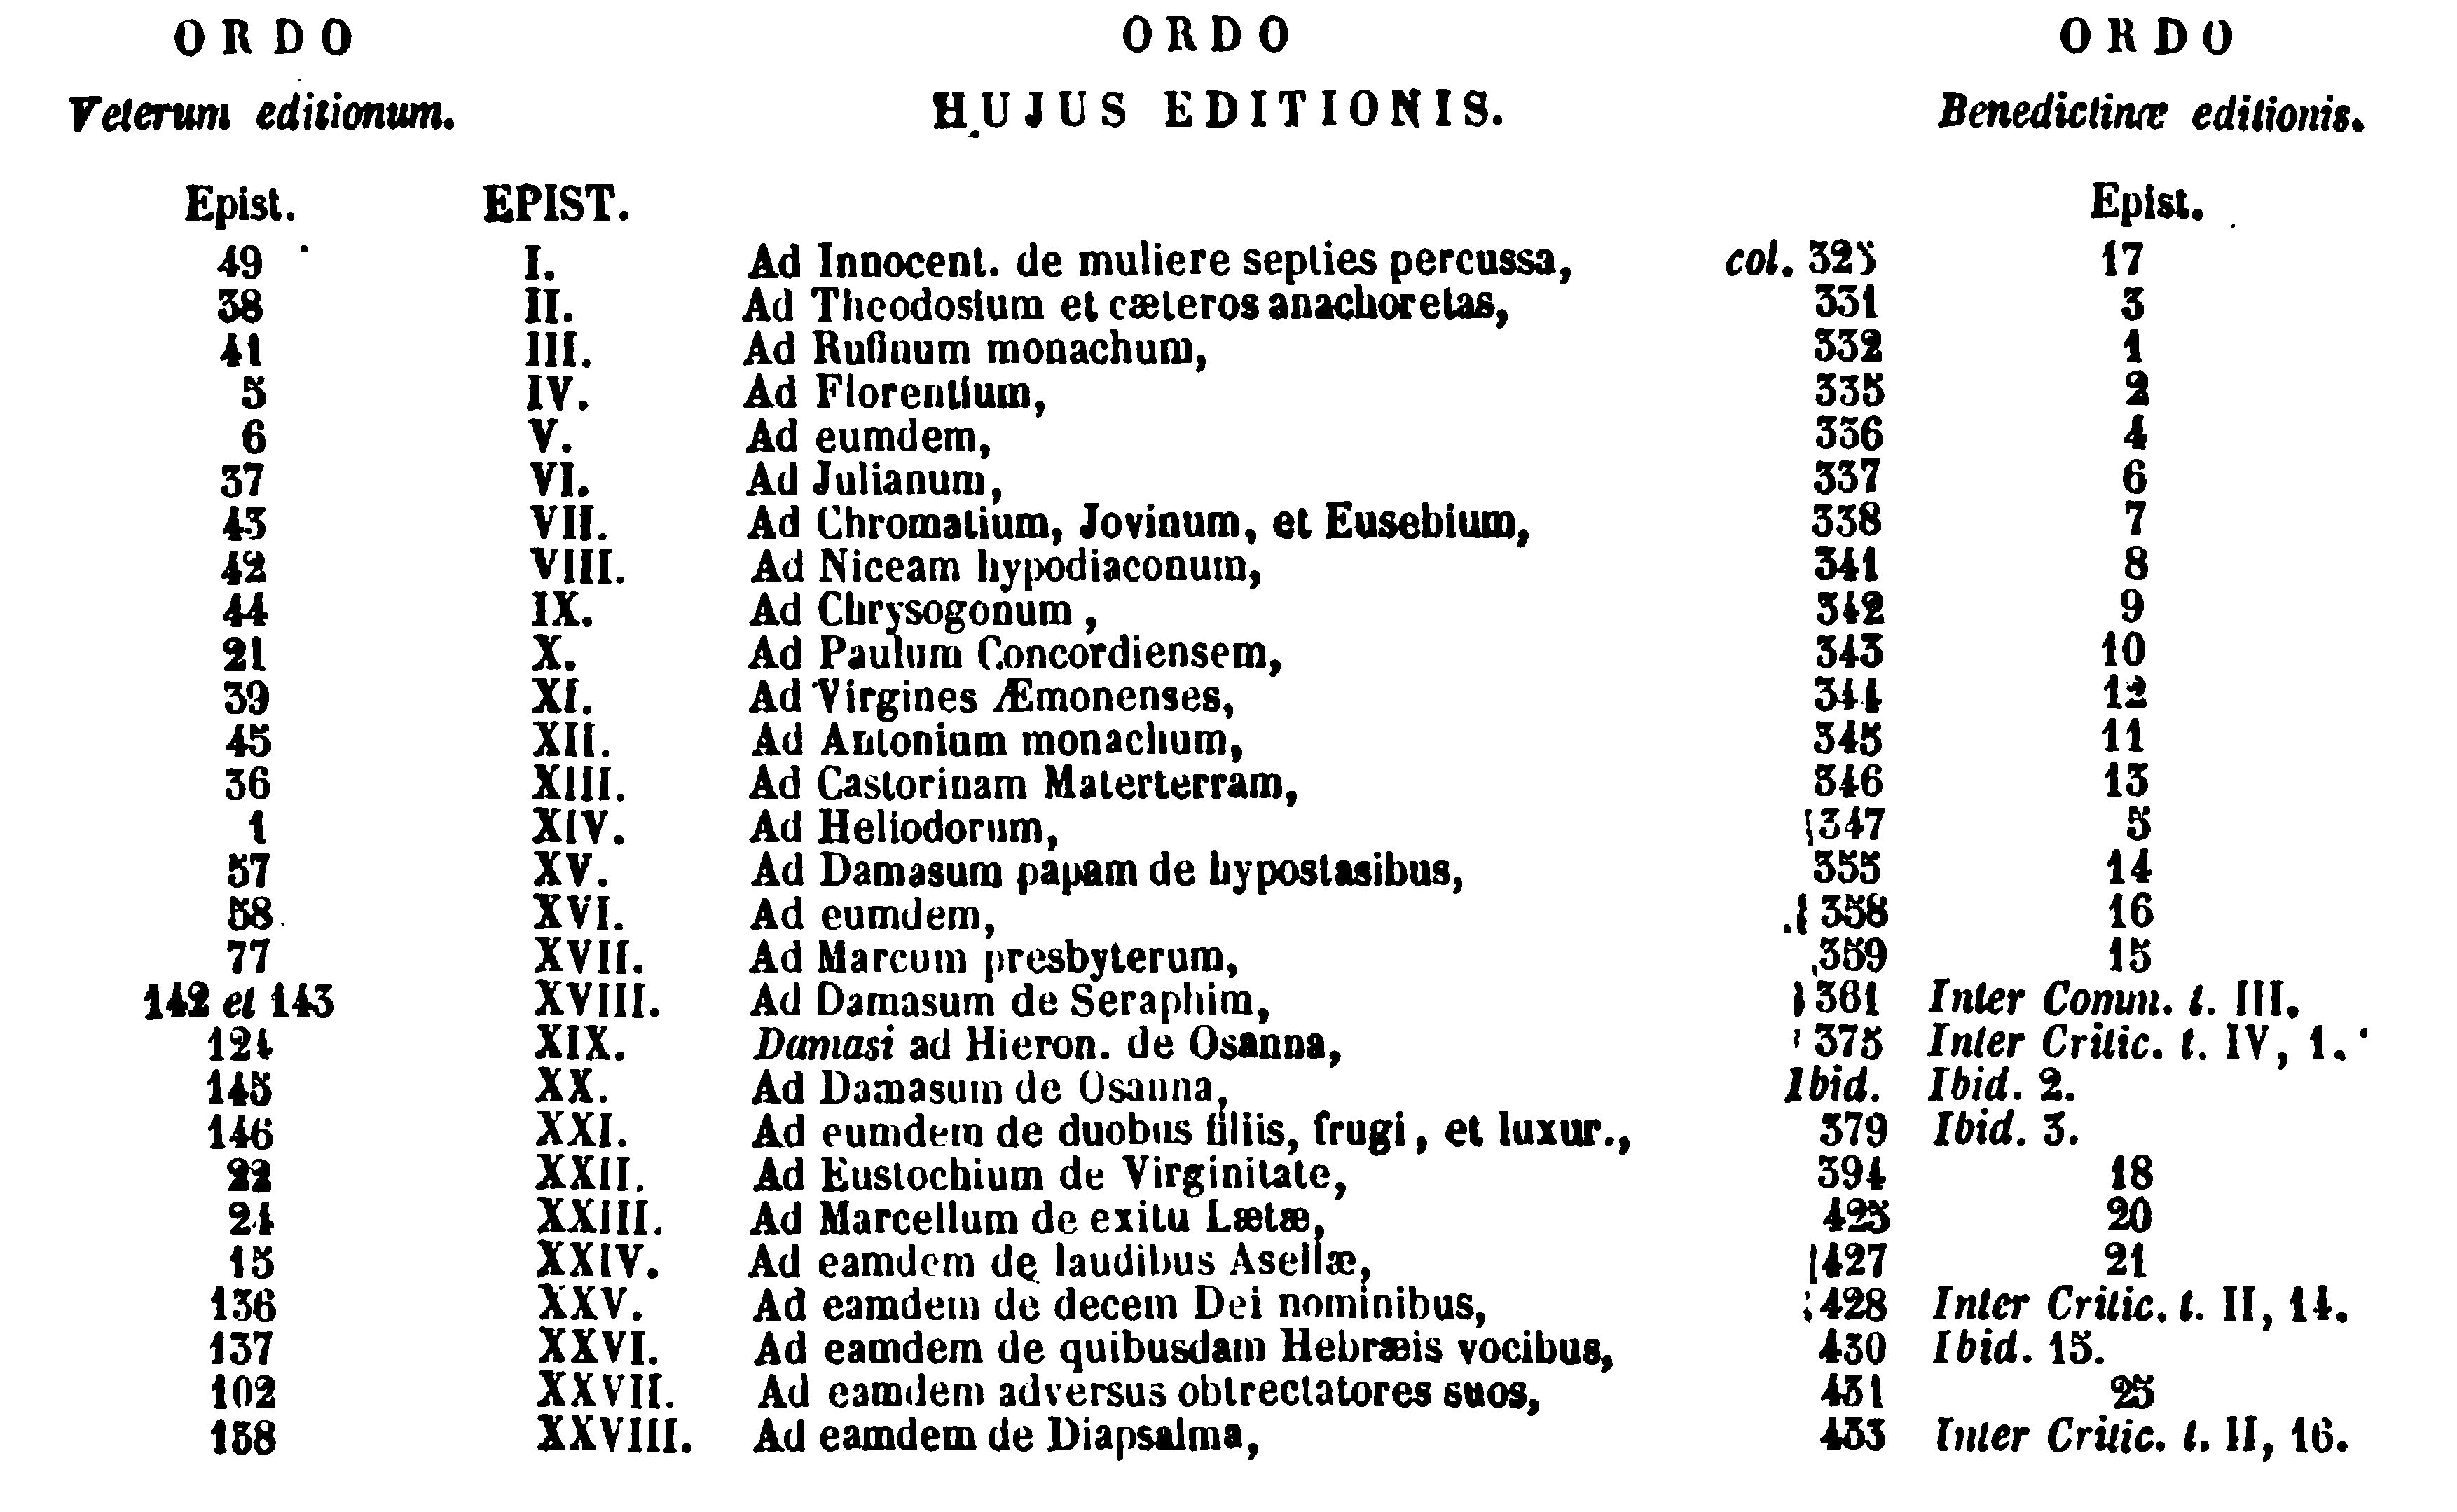 ORDO ORDO ORDO
Veterum editionum. HUJUS EDITIONIS. Benedictinæ editionis.
Epist. EPIST. Epist.
49 I. Ad Innocent. de muliere septies percussa, col. 325 17
38 II. Ad Theodosium et cæteros anachoretas, 331 3
41 III. Ad Rufinum monachum, 332 1
5 IV. Ad Florentium, 335 2
6 V. Ad eumdem, 336 4
37 VI. Ad Julianum, 337 6
43 VII. Ad Chromatium, Jovinum, et Eusebium, 338 7
42 VIII. Ad Niceam hypodiaconum, 341 8
44 IX. Ad Chrysogonum, 342 9
21 X. Ad Paulum Concordiensem, 343 10
39 XI. Ad Virgines Æmonenses, 344 12
45 XII. Ad Antonium monachum, 345 11
36 XIII. Ad Castorinam Materterram, 346 13
1 XIV. Ad Heliodorum, 347 5
57 XV. Ad Damasum papam de hypostasibus, 355 14
58 XVI. Ad eumdem, 358 16
77 XVII. Ad Marcum presbyterum, 359 15
142 et 143 XVIII. Ad Damasum de Seraphim, 361 Inter Comm. t. III.
124 XIX. Damasi ad Hieron. de Osanna, 375 Inter Critic. t. IV, 1.
145 XX. Ad Damasum de Osanna, Ibid. Ibid. 2.
146 XXI. Ad eumdem de duobus filiis, frugi, et luxur., 379 Ibid. 3.
22 XXII. Ad Eustochium de Virginitate, 394 18
24 XXIII. Ad Marcellum de exitu Lætæ, 425 20
15 XXIV. Ad eamdem de laudibus Asellæ, 427 21
136 XXV. Ad eamdem de decem Dei nominibus, 428 Inter Critic. t. II, 14.
137 XXVI. Ad eamdem de quibusdam Hebræis vocibus, 430 Ibid. 15.
102 XXVII. Ad eamdem adversus obtrectatores suos, 431 25
138 XXVIII. Ad eamdem de Diapsalma, 433 Inter Critic. t. II, 16.